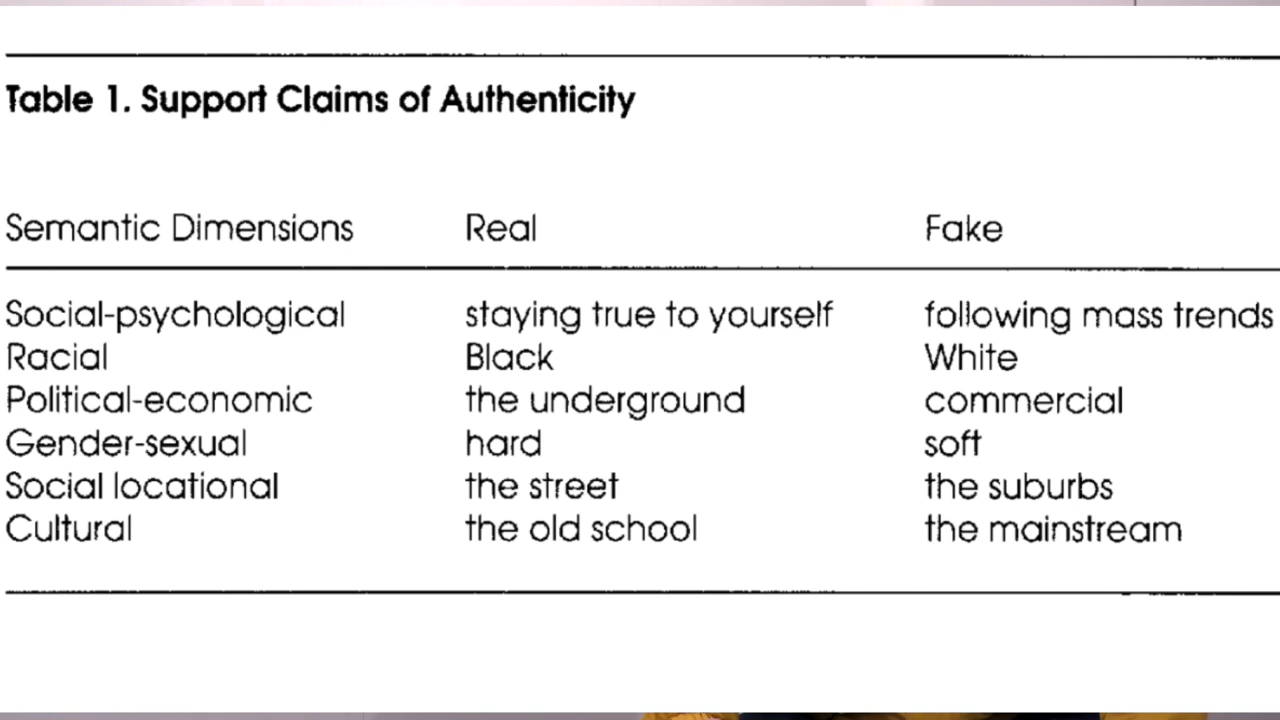 Table 1. Support Claims of Authenticity
Semantic Dimensions Real Fake
Social-psychological staying true to yourself following mass trends
Racial Black White
Political-economic the underground commercial
Gender-sexual hard soft
Social locational the street the suburbs
Cultural the old school the mainstream